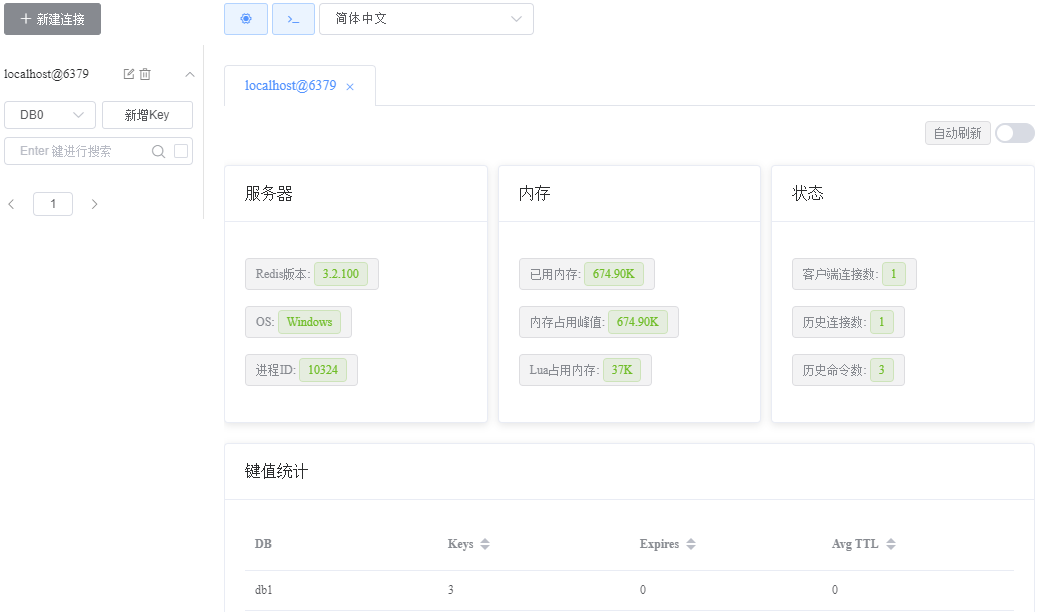 新建连接
>_
简体中文
localhost@6379
DB0
新增Key
Enter 键进行搜索
1
localhost@6379
自动刷新
服务器
Redis版本: 3.2.100
OS: Windows
进程ID: 10324
内存
已用内存: 674.90K
内存占用峰值: 674.90K
Lua占用内存: 37K
状态
客户端连接数: 1
历史连接数: 1
历史命令数: 3
键值统计
DB Keys Expires Avg TTL
db1 3 0 0